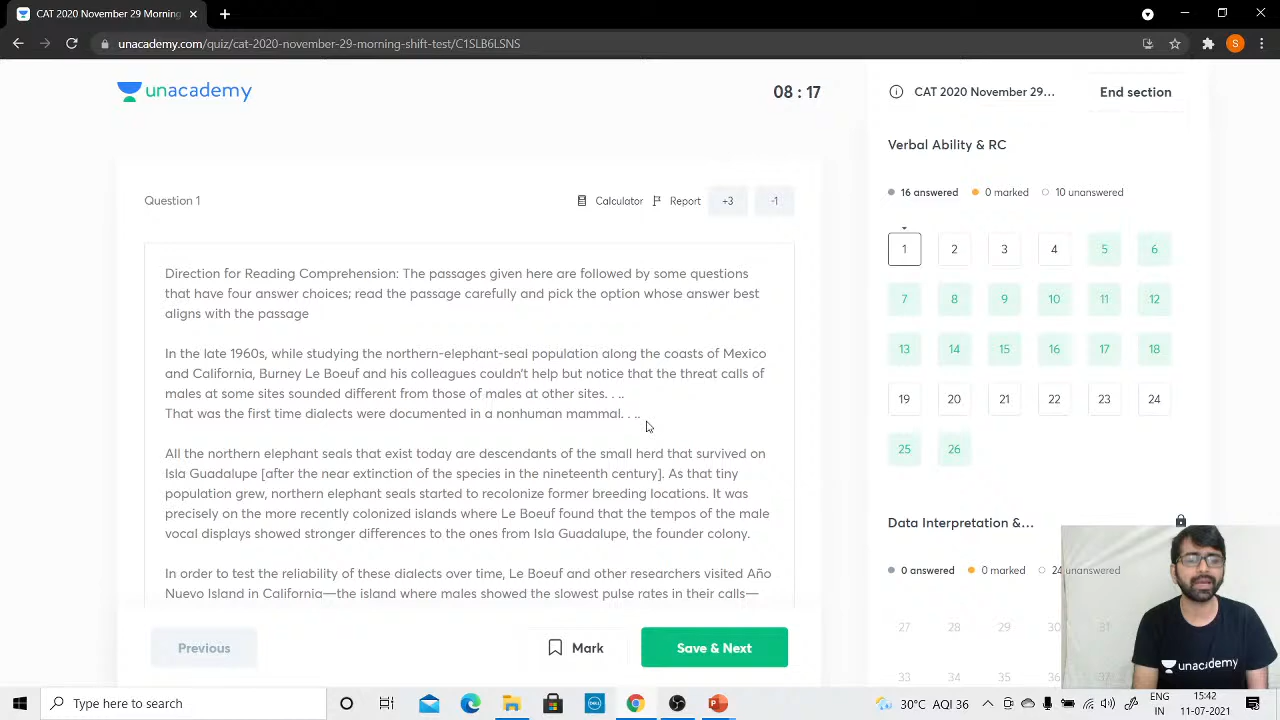 CAT 2020 November 29 Morning
unacademy.com/quiz/cat-2020-november-29-morning-shift-test/C1SLB6LSNS
S
unacademy
08 : 17
CAT 2020 November 29...
End section
Verbal Ability & RC
16 answered 0 marked 10 unanswered
Question 1
Calculator Report +3 -1
1 2 3 4 5 6
7 8 9 10 11 12
13 14 15 16 17 18
19 20 21 22 23 24
25 26
Direction for Reading Comprehension: The passages given here are followed by some questions
that have four answer choices; read the passage carefully and pick the option whose answer best
aligns with the passage
In the late 1960s, while studying the northern-elephant-seal population along the coasts of Mexico
and California, Burney Le Boeuf and his colleagues couldn't help but notice that the threat calls of
males at some sites sounded different from those of males at other sites. . ..
That was the first time dialects were documented in a nonhuman mammal. . ..
All the northern elephant seals that exist today are descendants of the small herd that survived on
Isla Guadalupe [after the near extinction of the species in the nineteenth century]. As that tiny
population grew, northern elephant seals started to recolonize former breeding locations. It was
precisely on the more recently colonized islands where Le Boeuf found that the tempos of the male
vocal displays showed stronger differences to the ones from Isla Guadalupe, the founder colony.
In order to test the reliability of these dialects over time, Le Boeuf and other researchers visited Año
Nuevo Island in California—the island where males showed the slowest pulse rates in their calls—
Data Interpretation &...
0 answered 0 marked 24 unanswered
27 28 29 30 31
33 34 35 36
Previous
Mark
Save & Next
unacademy
Type here to search
DELL
30°C AQI 36
ENG
IN
15:42
11-07-2021